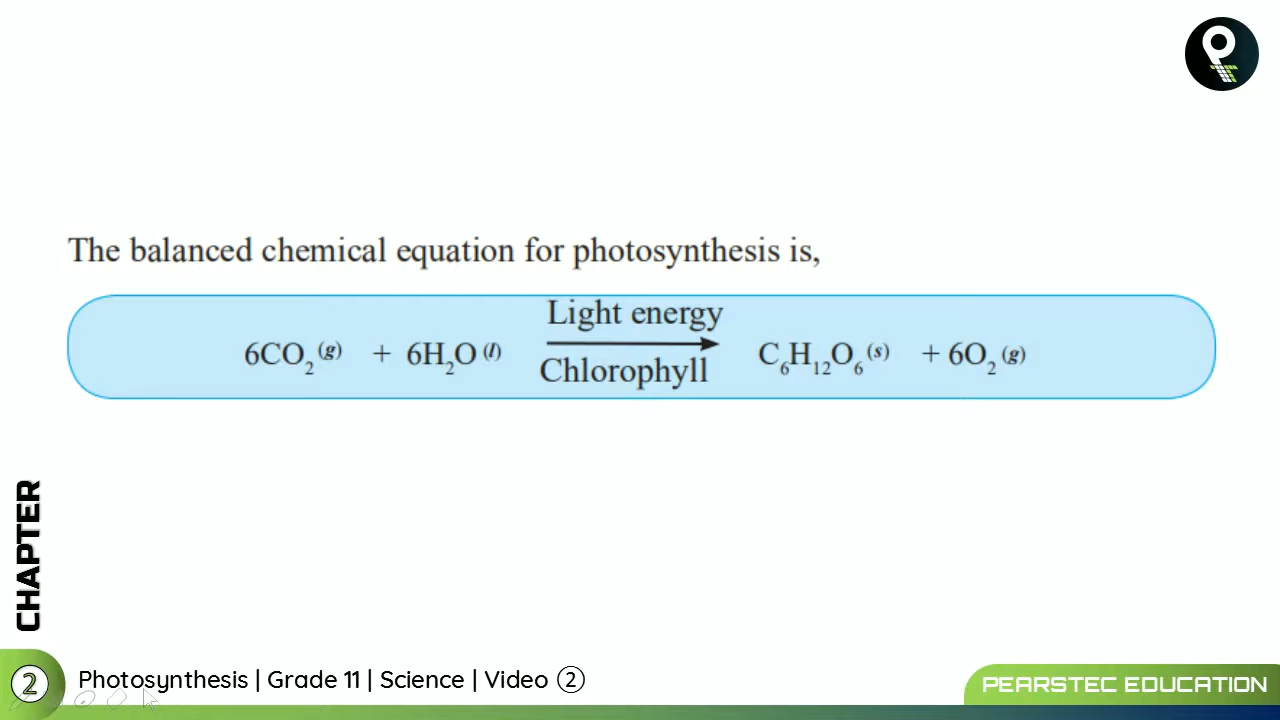 The balanced chemical equation for photosynthesis is,
Light energy
6CO₂ (g) + 6H₂O (l) C₆H₁₂O₆ (s) + 6O₂ (g)
Chlorophyll
CHAPTER
2 Photosynthesis | Grade 11 | Science | Video ②
PEARSTEC EDUCATION